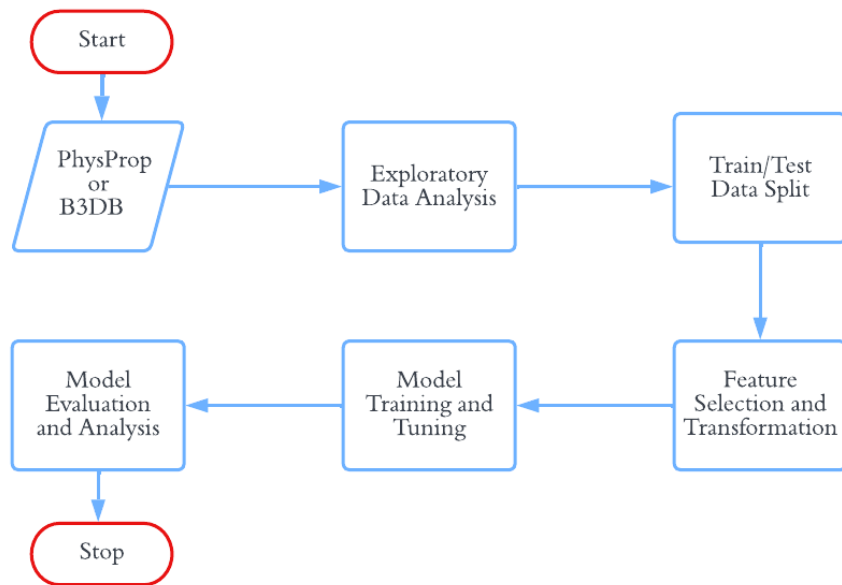 Start
PhysProp
or
B3DB
Exploratory
Data Analysis
Train/Test
Data Split
Feature
Selection and
Transformation
Model
Training and
Tuning
Model
Evaluation
and Analysis
Stop